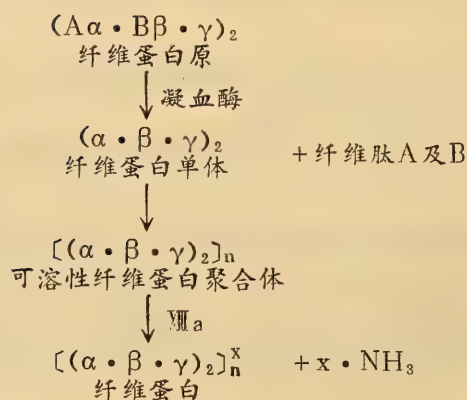 (Aα•Bβ•γ)₂
纤维蛋白原
凝血酶
(α•β•γ)₂
纤维蛋白单体 +纤维肽A及B
[(α•β•γ)₂]n
可溶性纤维蛋白聚合体
Ⅷa
[(α•β•γ)₂]ₙˣ +x•NH₃
纤维蛋白